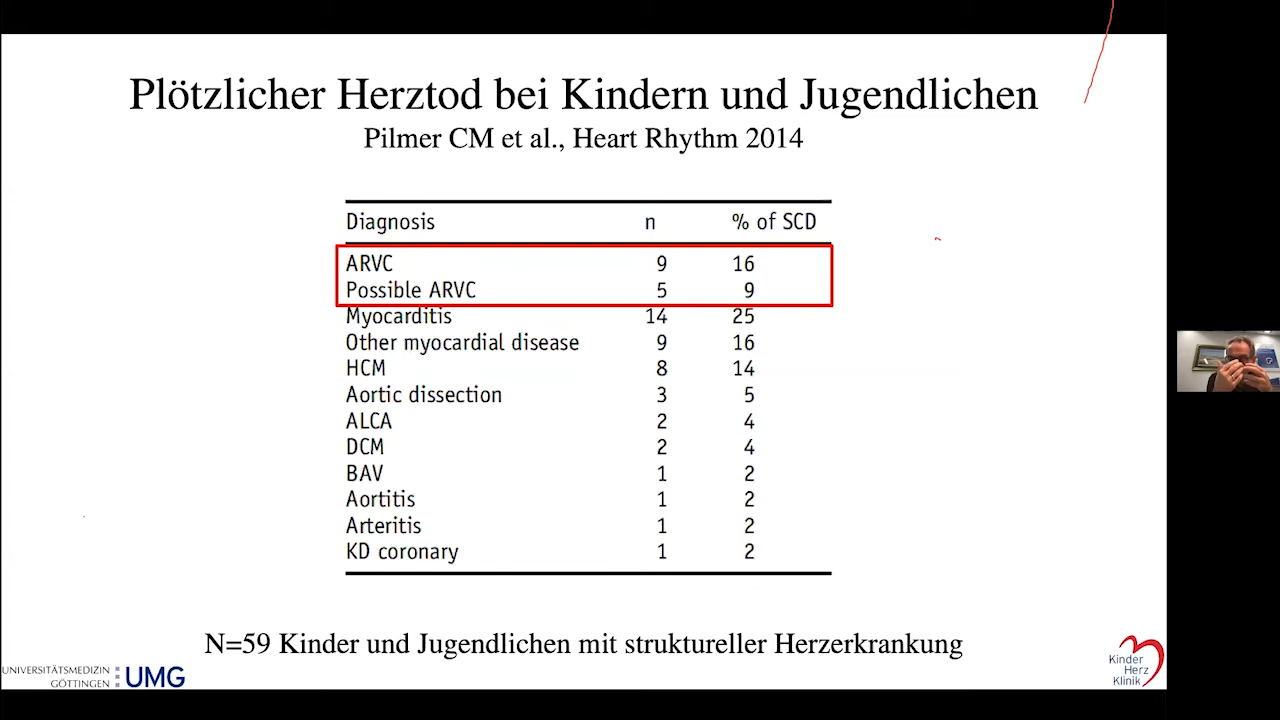 Plötzlicher Herztod bei Kindern und Jugendlichen
Pilmer CM et al., Heart Rhythm 2014
Diagnosis n % of SCD
ARVC 9 16
Possible ARVC 5 9
Myocarditis 14 25
Other myocardial disease 9 16
HCM 8 14
Aortic dissection 3 5
ALCA 2 4
DCM 2 4
BAV 1 2
Aortitis 1 2
Arteritis 1 2
KD coronary 1 2
N=59 Kinder und Jugendlichen mit struktureller Herzerkrankung
UNIVERSITÄTSMEDIZIN
GÖTTINGEN UMG
Kinder
Herz
Klinik